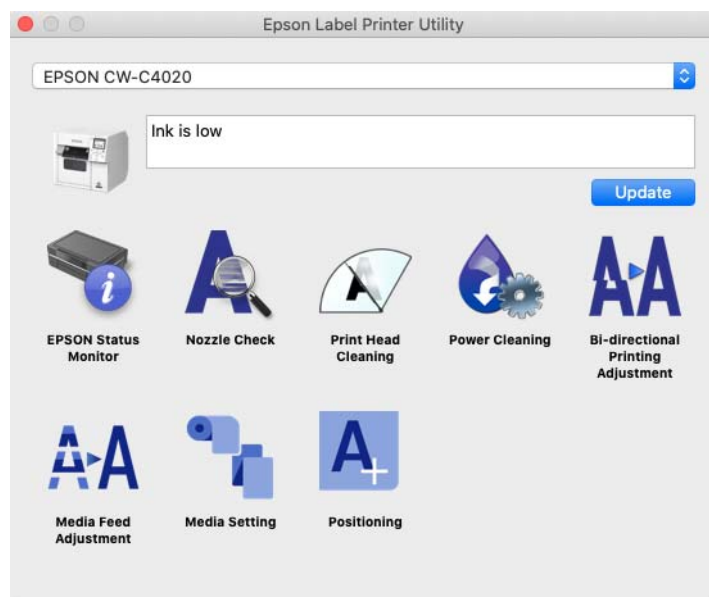 Epson Label Printer Utility
EPSON CW-C4020
Ink is low
Update
EPSON Status
Monitor
Nozzle Check
Print Head
Cleaning
Power Cleaning
Bi-directional
Printing
Adjustment
Media Feed
Adjustment
Media Setting
Positioning